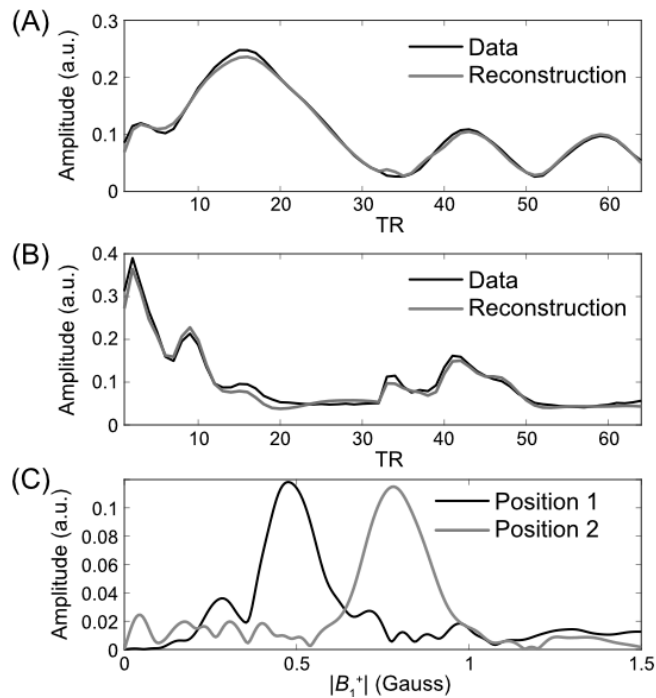 (A)
0.3
0.2
0.1
0
Amplitude (a.u.)
Data
Reconstruction
10 20 30 40 50 60
TR
(B)
0.4
0.3
0.2
0.1
0
Amplitude (a.u.)
Data
Reconstruction
10 20 30 40 50 60
TR
(C)
0.1
0.08
0.06
0.04
0.02
0
Amplitude (a.u.)
Position 1
Position 2
0 0.5 1 1.5
|B₁⁺| (Gauss)